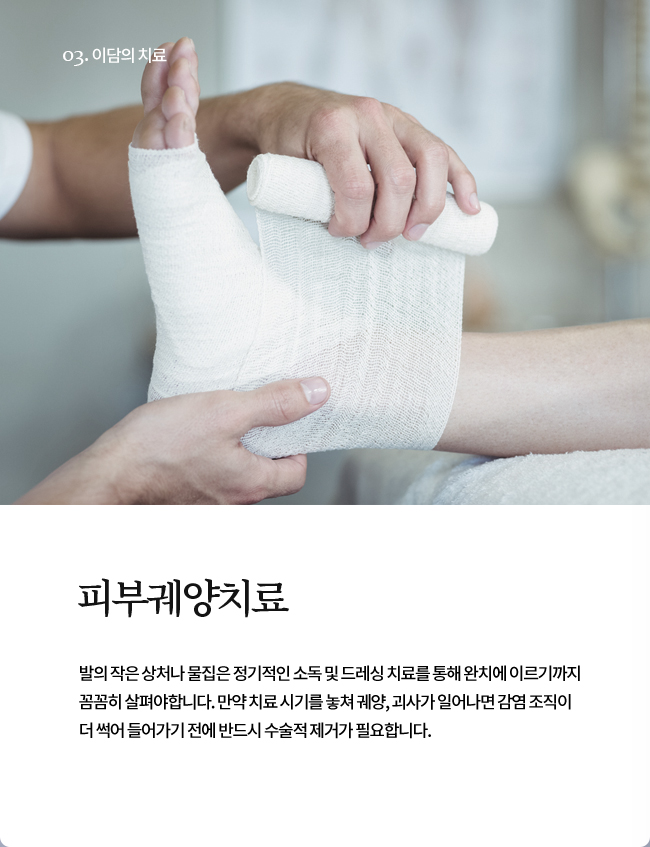 03. 이담의 치료
피부궤양치료
발의 작은 상처나 물집은 정기적인 소독 및 드레싱 치료를 통해 완치에 이르기까지
꼼꼼히 살펴야합니다. 만약 치료 시기를 놓쳐 궤양, 괴사가 일어나면 감염 조직이
더 썩어 들어가기 전에 반드시 수술적 제거가 필요합니다.